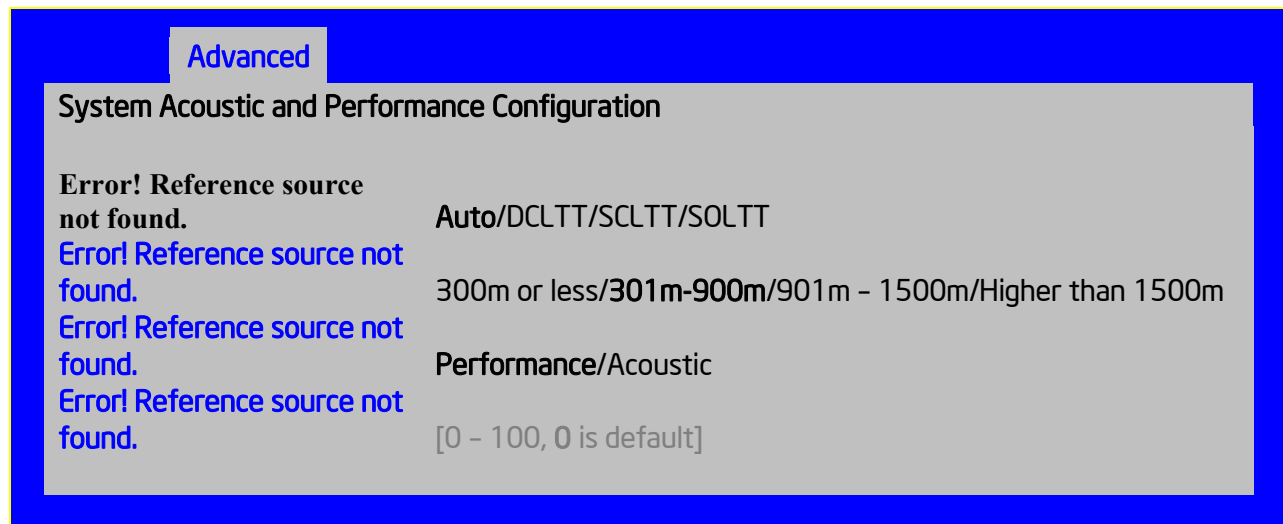 Advanced
System Acoustic and Performance Configuration
Error! Reference source
not found. Auto/DCLTT/SCLTT/SOLTT
Error! Reference source not
found. 300m or less/301m-900m/901m – 1500m/Higher than 1500m
Error! Reference source not
found. Performance/Acoustic
Error! Reference source not
found. [0 – 100, 0 is default]